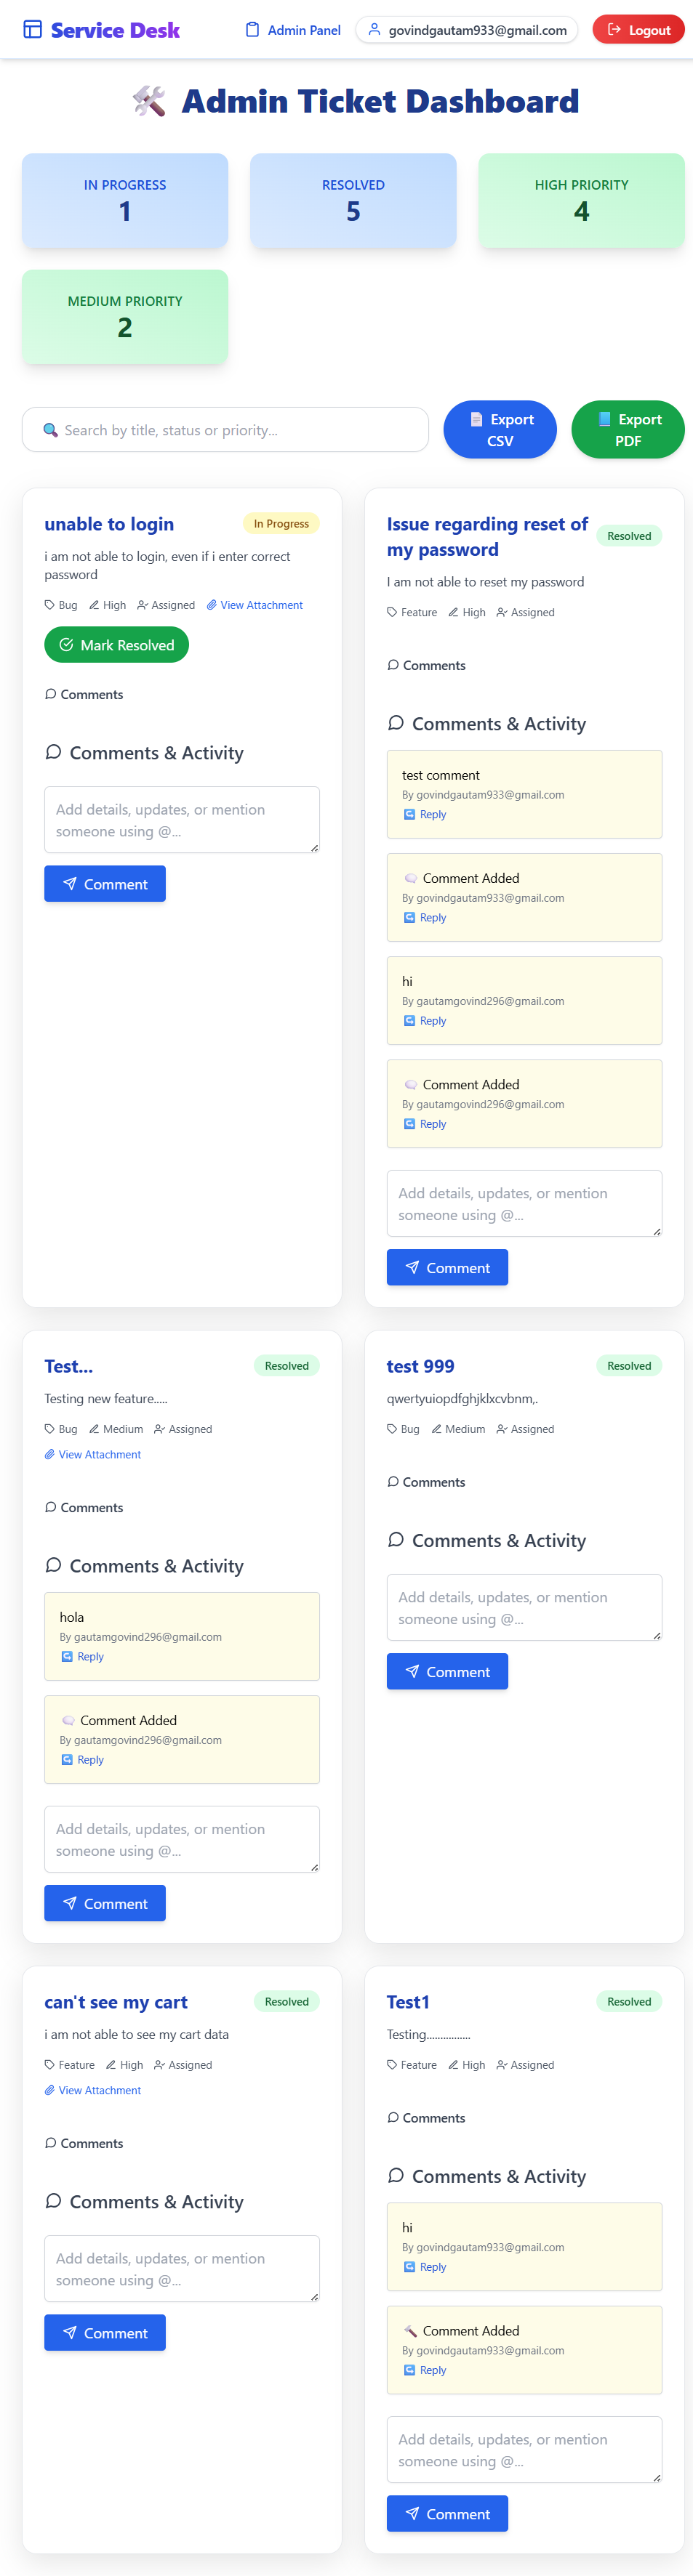 Service Desk
Admin Panel
govindgautam933@gmail.com
Logout
Admin Ticket Dashboard
IN PROGRESS
1
RESOLVED
5
HIGH PRIORITY
4
MEDIUM PRIORITY
2
Search by title, status or priority...
Export
CSV
Export
PDF
unable to login
In Progress
i am not able to login, even if i enter correct
password
Bug High Assigned View Attachment
Mark Resolved
Comments
Comments & Activity
Add details, updates, or mention
someone using @...
Comment
Issue regarding reset of
my password
Resolved
I am not able to reset my password
Feature High Assigned
Comments
Comments & Activity
test comment
By govindgautam933@gmail.com
Reply
Comment Added
By govindgautam933@gmail.com
Reply
hi
By gautamgovind296@gmail.com
Reply
Comment Added
By gautamgovind296@gmail.com
Reply
Add details, updates, or mention
someone using @...
Comment
Test...
Resolved
Testing new feature.....
Bug Medium Assigned
View Attachment
Comments
Comments & Activity
hola
By gautamgovind296@gmail.com
Reply
Comment Added
By gautamgovind296@gmail.com
Reply
Add details, updates, or mention
someone using @...
Comment
test 999
Resolved
qwertyuiopdfghjklxcvbnm,.
Bug Medium Assigned
Comments
Comments & Activity
Add details, updates, or mention
someone using @...
Comment
can't see my cart
Resolved
i am not able to see my cart data
Feature High Assigned
View Attachment
Comments
Comments & Activity
Add details, updates, or mention
someone using @...
Comment
Test1
Resolved
Testing................
Feature High Assigned
Comments
Comments & Activity
hi
By govindgautam933@gmail.com
Reply
Comment Added
By govindgautam933@gmail.com
Reply
Add details, updates, or mention
someone using @...
Comment